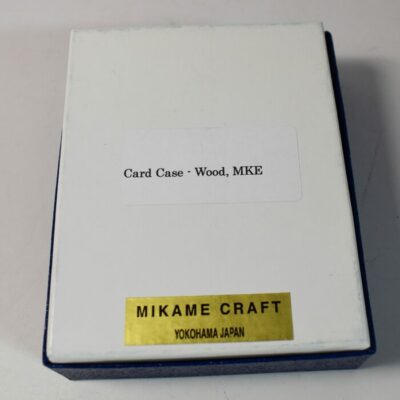 Card Case - Wood, MKE
MIKAME CRAFT
YOKOHAMA JAPAN